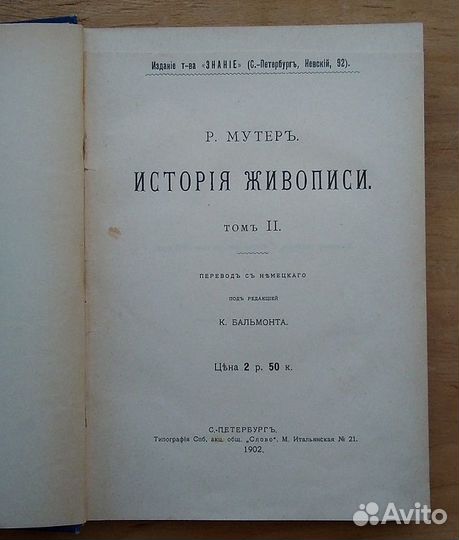 Изданіе т-ва «ЗНАНІЕ» (С.-Петербургъ, Невскій, 92).
Р. МУТЕРЪ.
ИСТОРІЯ ЖИВОПИСИ.
ТОМЪ II.
ПЕРЕВОДЪ СЪ НѢМЕЦКАГО
ПОДЪ РЕДАКЦІЕЙ
К. БАЛЬМОНТА.
Цѣна 2 р. 50 к.
С.-ПЕТЕРБУРГЪ.
Типографія Спб. акц. общ. „Слово“. М. Итальянская № 21.
1902.
Avito